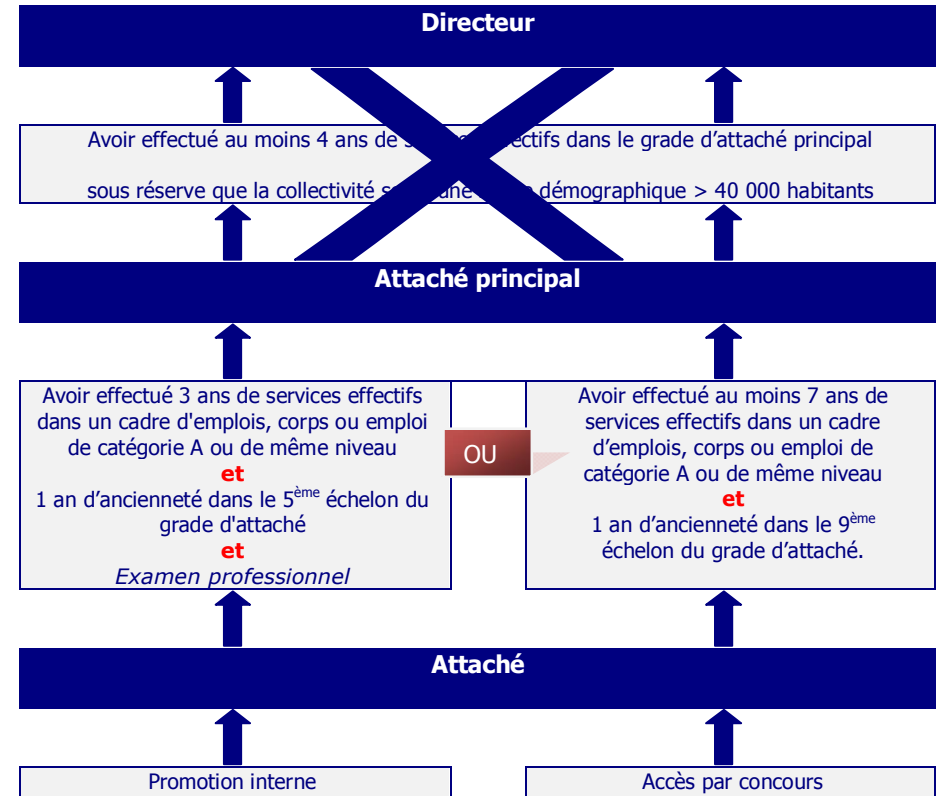 Directeur
Avoir effectué au moins 4 ans de s ectifs dans le grade d’attaché principal
sous réserve que la collectivité démographique > 40 000 habitants
Attaché principal
Avoir effectué 3 ans de services effectifs
dans un cadre d'emplois, corps ou emploi
de catégorie A ou de même niveau
et
1 an d’ancienneté dans le 5ème échelon du
grade d'attaché
et
Examen professionnel
OU
Avoir effectué au moins 7 ans de
services effectifs dans un cadre
d’emplois, corps ou emploi de
catégorie A ou de même niveau
et
1 an d’ancienneté dans le 9ème
échelon du grade d’attaché.
Attaché
Promotion interne
Accès par concours